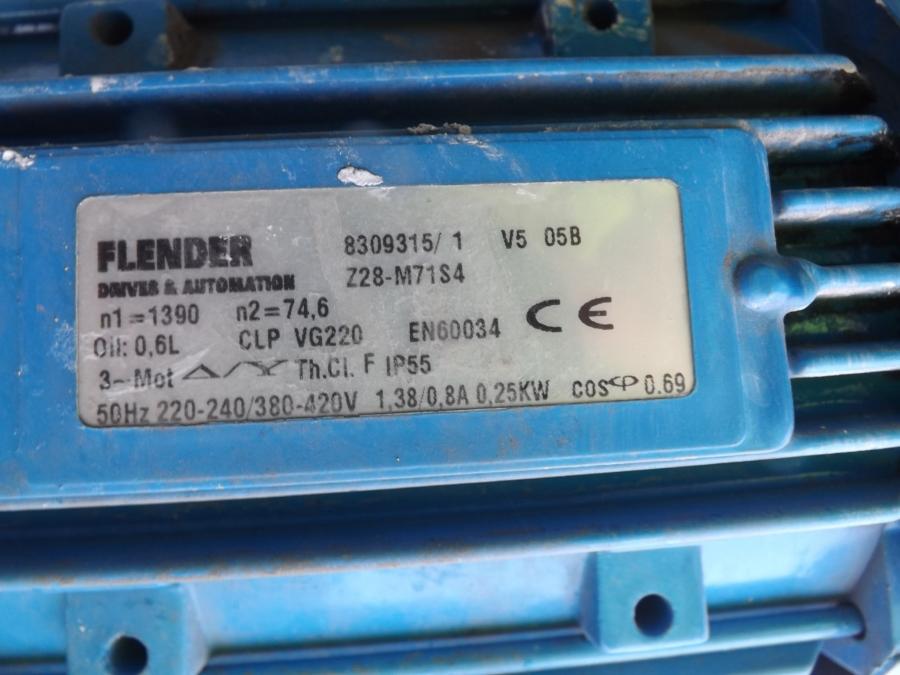 FLENDER 8309315/ 1 V5 05B
DRIVES & AUTOMATION Z28-M71S4
n1=1390 n2=74,6
Oil: 0,6L CLP VG220 EN60034 CE
3~Mot △/Y Th.Cl. F IP55
50Hz 220-240/380-420V 1,38/0,8A 0,25KW cosφ 0.69